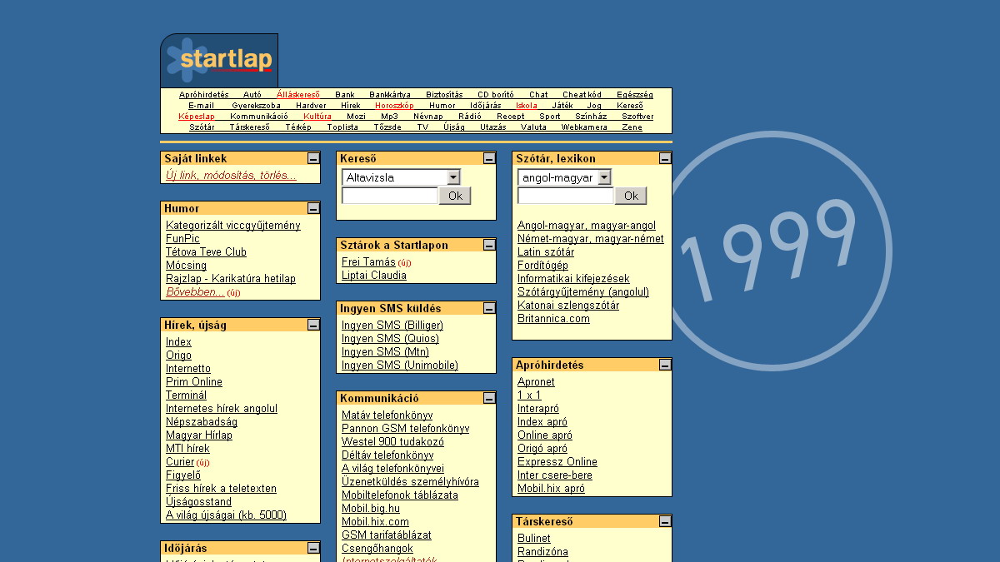 startlap
Apróhirdetés Autó Álláskereső Bank Bankkártya Biztosítás CD borító Chat Cheat kód Egészség
E-mail Gyerekszoba Hardver Hírek Horoszkóp Humor Időjárás Iskola Játék Jog Kereső
Képeslap Kommunikáció Kultúra Mozi Mp3 Névnap Rádió Recept Sport Színház Szoftver
Szótár Társkereső Térkép Toplista Tőzsde TV Újság Utazás Valuta Webkamera Zene
Saját linkek
Új link, módosítás, törlés...
Humor
Kategorizált viccgyűjtemény
FunPic
Tétova Teve Club
Mócsing
Rajzlap - Karikatúra hetilap
Bővebben... (új)
Hírek, újság
Index
Origo
Internetto
Prim Online
Terminál
Internetes hírek angolul
Népszabadság
Magyar Hírlap
MTI hírek
Curier (új)
Figyelő
Friss hírek a teletexten
Újságosstand
A világ újságai (kb. 5000)
Időjárás
Kereső
Altavizsla
Ok
Sztárok a Startlapon
Frei Tamás (új)
Liptai Claudia
Ingyen SMS küldés
Ingyen SMS (Billiger)
Ingyen SMS (Quios)
Ingyen SMS (Mtn)
Ingyen SMS (Unimobile)
Kommunikáció
Matáv telefonkönyv
Pannon GSM telefonkönyv
Westel 900 tudakozó
Déltáv telefonkönyv
A világ telefonkönyvei
Üzenetküldés személyhívóra
Mobiltelefonok táblázata
Mobil.big.hu
Mobil.hix.com
GSM tarifatáblázat
Csengőhangok
Internetszolgáltatók
Szótár, lexikon
angol-magyar
Ok
Angol-magyar, magyar-angol
Német-magyar, magyar-német
Latin szótár
Fordítógép
Informatikai kifejezések
Szótárgyűjtemény (angolul)
Katonai szlengszótár
Britannica.com
Apróhirdetés
Apronet
1 x 1
Interapró
Index apró
Online apró
Origó apró
Expressz Online
Inter csere-bere
Mobil.hix apró
Társkereső
Bulinet
Randizóna
1999